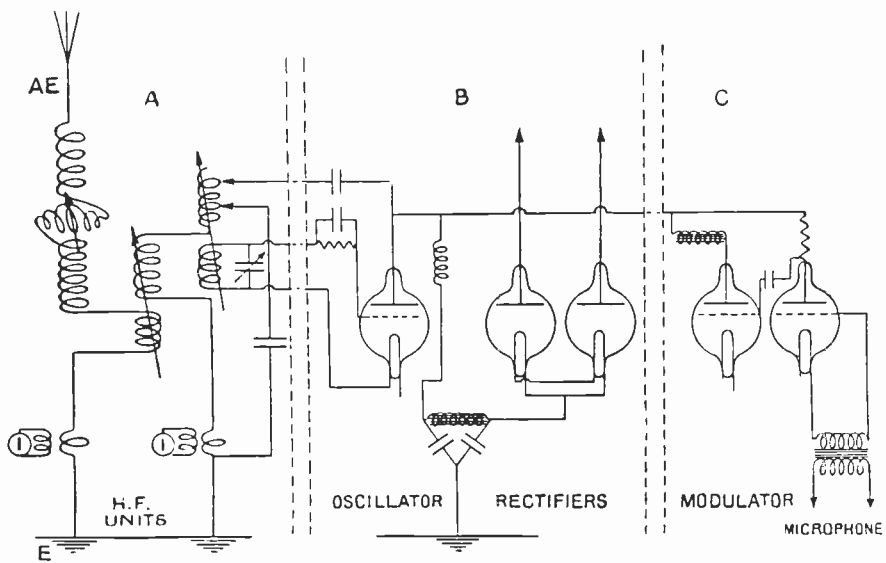 AE
A
B
C
I
I
H.F.
UNITS
OSCILLATOR
RECTIFIERS
MODULATOR
MICROPHONE
E